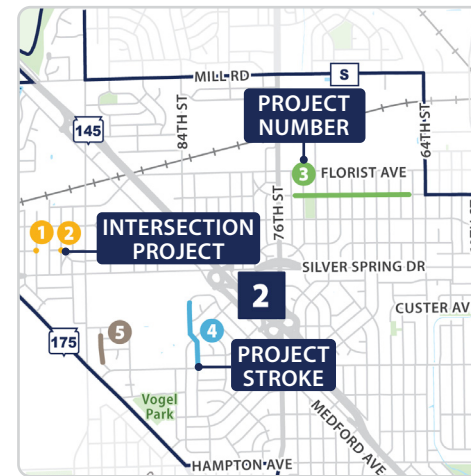 MILL RD
S
84TH ST
145
PROJECT
NUMBER
64TH ST
3
FLORIST AVE
76TH ST
1
2
INTERSECTION
PROJECT
SILVER SPRING DR
2
CUSTER AV
175
5
4
PROJECT
STROKE
Vogel
Park
MEDFORD AVE
HAMPTON AVE